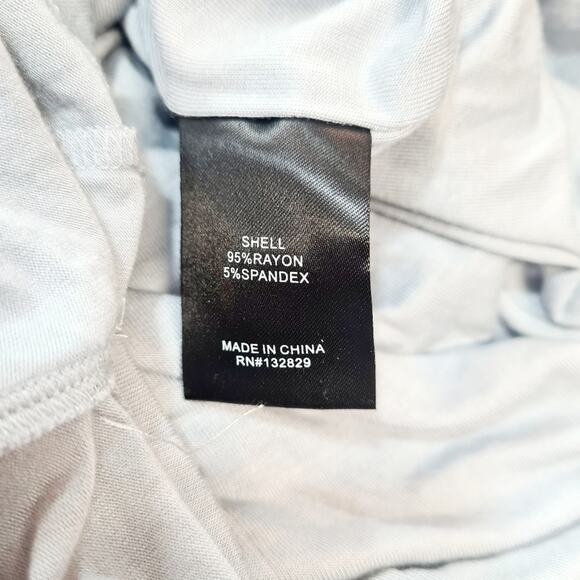 SHELL
95%RAYON
5%SPANDEX
MADE IN CHINA
RN#132829